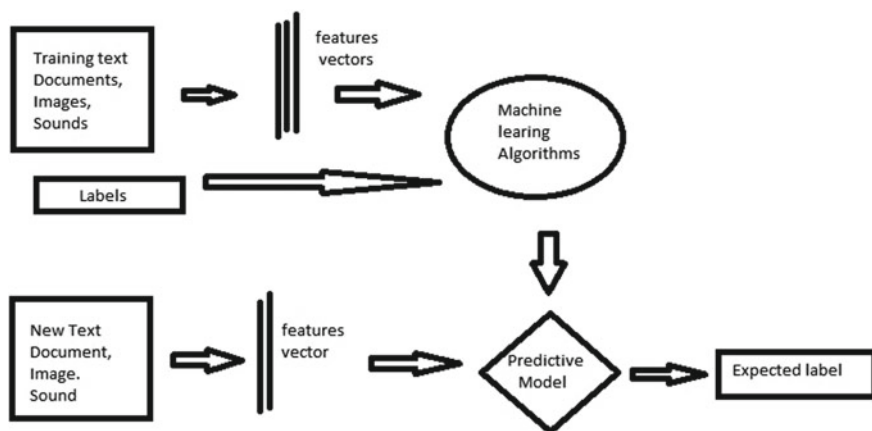 Training text
Documents,
Images,
Sounds
features
vectors
Machine
learing
Algorithms
Labels
New Text
Document,
Image.
Sound
features
vector
Predictive
Model
Expected label